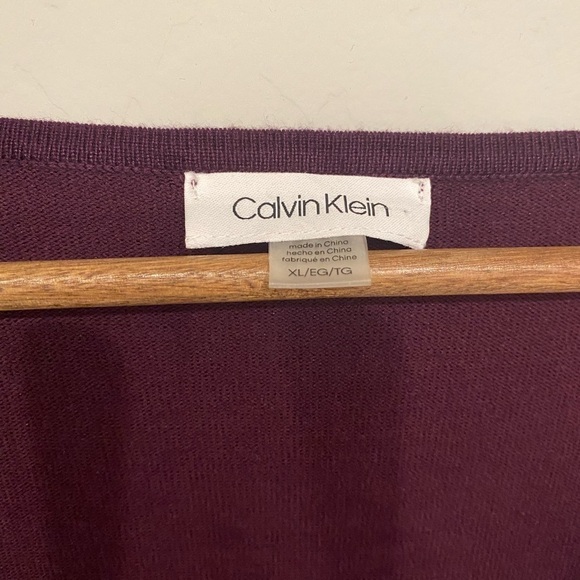 Calvin Klein
made in China
hecho en China
fabriqué en Chine
XL/EG/TG